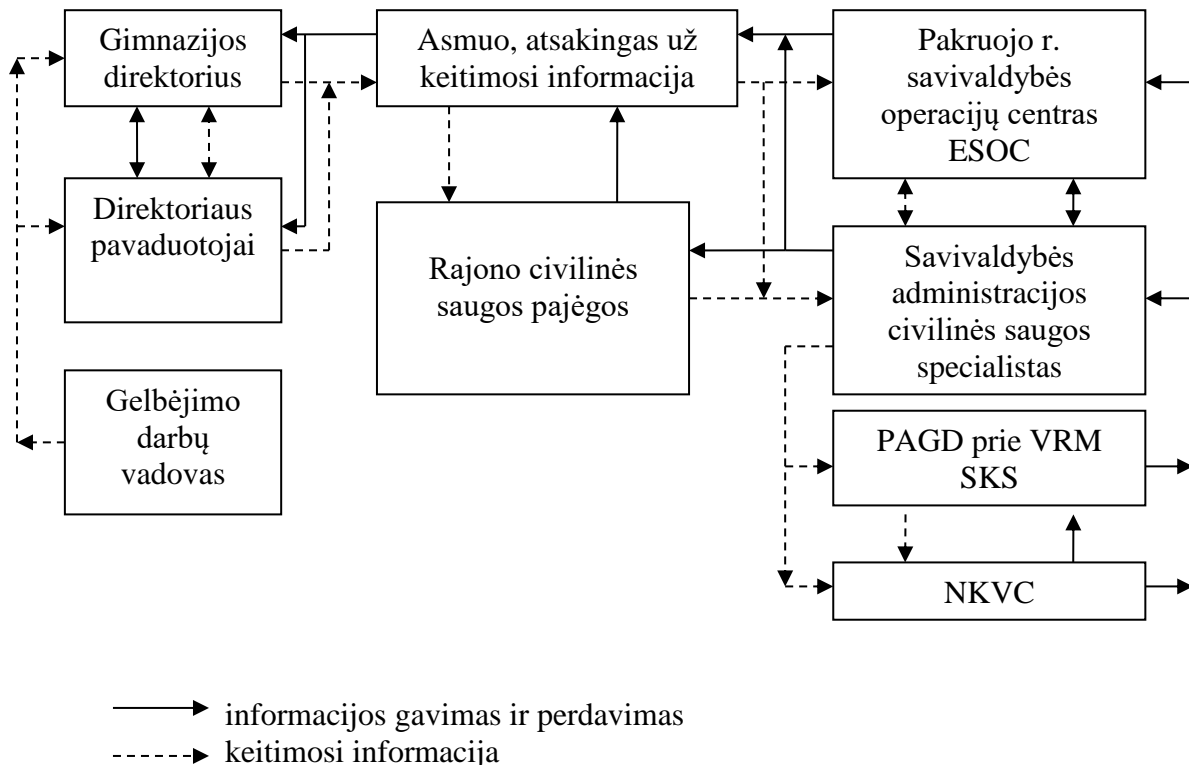 Gimnazijos
direktorius
Asmuo, atsakingas už
keitimosi informacija
Pakruojo r.
savivaldybės
operacijų centras
ESOC
Direktoriaus
pavaduotojai
Rajono civilinės
saugos pajėgos
Savivaldybės
administracijos
civilinės saugos
specialistas
Gelbėjimo
darbų
vadovas
PAGD prie VRM
SKS
NKVC
informacijos gavimas ir perdavimas
keitimosi informacija